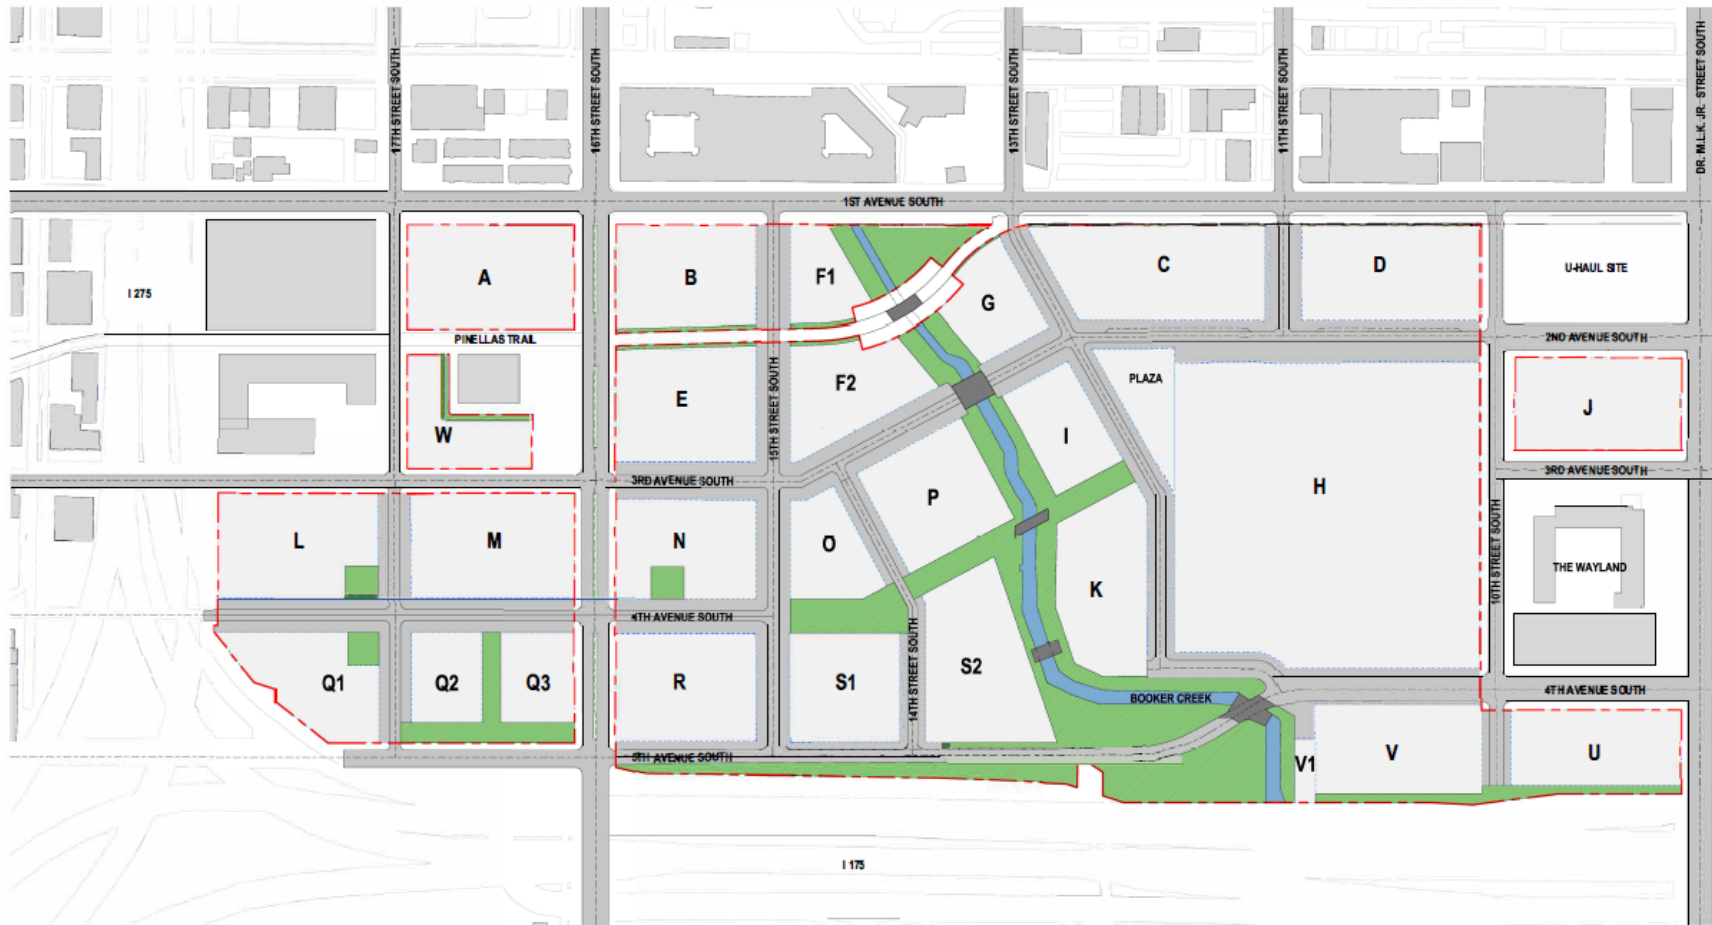 17TH STREET SOUTH
16TH STREET SOUTH
13TH STREET SOUTH
11TH STREET SOUTH
DR. M.L.K. JR. STREET SOUTH
1ST AVENUE SOUTH
I 275
A
B
F1
G
C
D
U-HAUL SITE
PINELLAS TRAIL
2ND AVENUE SOUTH
W
E
15TH STREET SOUTH
F2
I
PLAZA
H
J
3RD AVENUE SOUTH
3RD AVENUE SOUTH
L
M
N
O
P
K
10TH STREET SOUTH
THE WAYLAND
4TH AVENUE SOUTH
Q1
Q2
Q3
R
S1
14TH STREET SOUTH
S2
BOOKER CREEK
4TH AVENUE SOUTH
5TH AVENUE SOUTH
V1
V
U
I 175